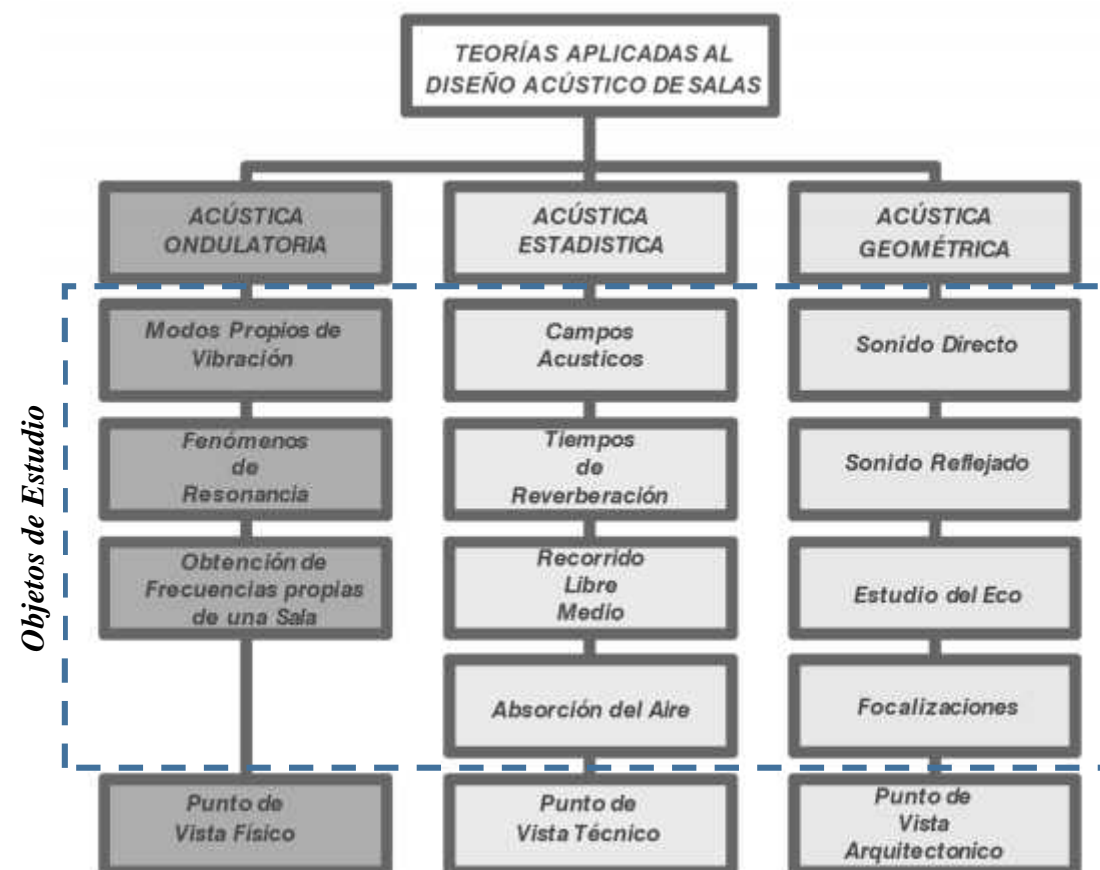 TEORÍAS APLICADAS AL
DISEÑO ACÚSTICO DE SALAS
ACÚSTICA
ONDULATORIA
ACÚSTICA
ESTADISTICA
ACÚSTICA
GEOMÉTRICA
Objetos de Estudio
Modos Propios de
Vibración
Campos
Acusticos
Sonido Directo
Fenómenos
de
Resonancia
Tiempos
de
Reverberación
Sonido Reflejado
Obtención de
Frecuencias propias
de una Sala
Recorrido
Libre
Medio
Estudio del Eco
Absorción del Aire
Focalizaciones
Punto de
Vista Físico
Punto de
Vista Técnico
Punto de
Vista
Arquitectonico